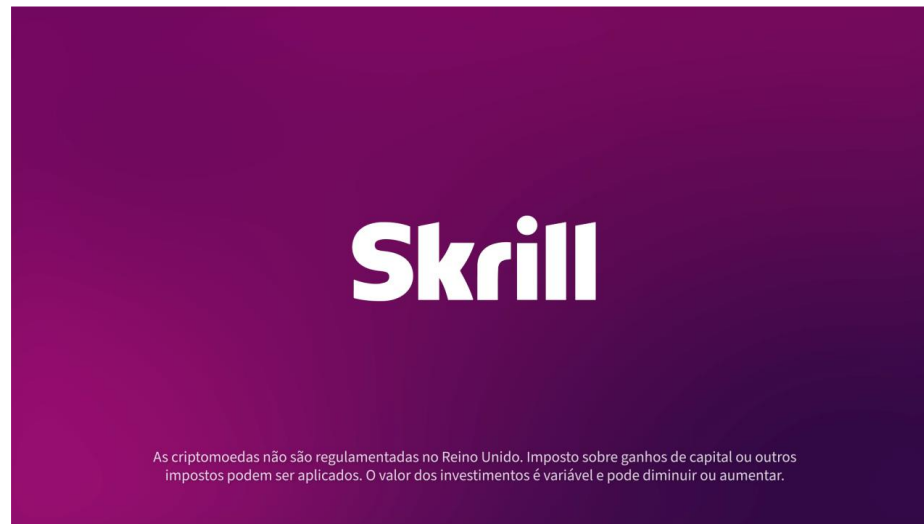 Skrill
As criptomoedas não são regulamentadas no Reino Unido. Imposto sobre ganhos de capital ou outros
impostos podem ser aplicados. O valor dos investimentos é variável e pode diminuir ou aumentar.